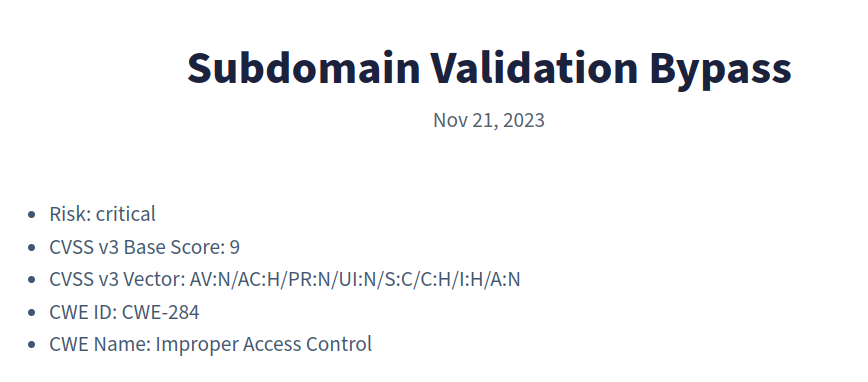 Subdomain Validation Bypass
Nov 21, 2023
• Risk: critical
• CVSS v3 Base Score: 9
• CVSS v3 Vector: AV:N/AC:H/PR:N/UI:N/S:C/C:H/I:H/A:N
• CWE ID: CWE-284
• CWE Name: Improper Access Control